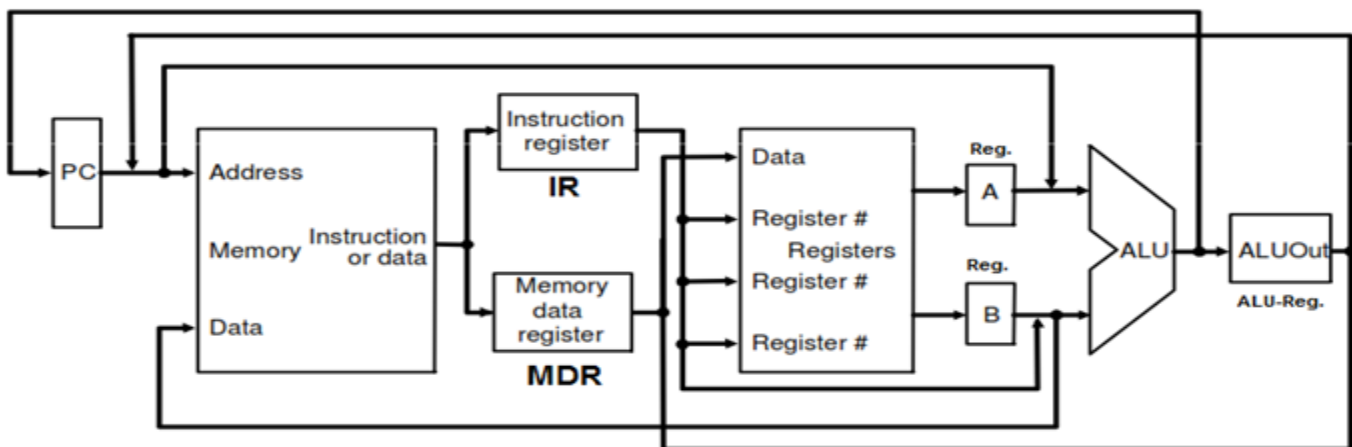 PC
Address
Memory
Instruction
or data
Data
Instruction
register
IR
Memory
data
register
MDR
Data
Register #
Registers
Register #
Register #
Reg.
A
Reg.
B
ALU
ALUOut
ALU-Reg.